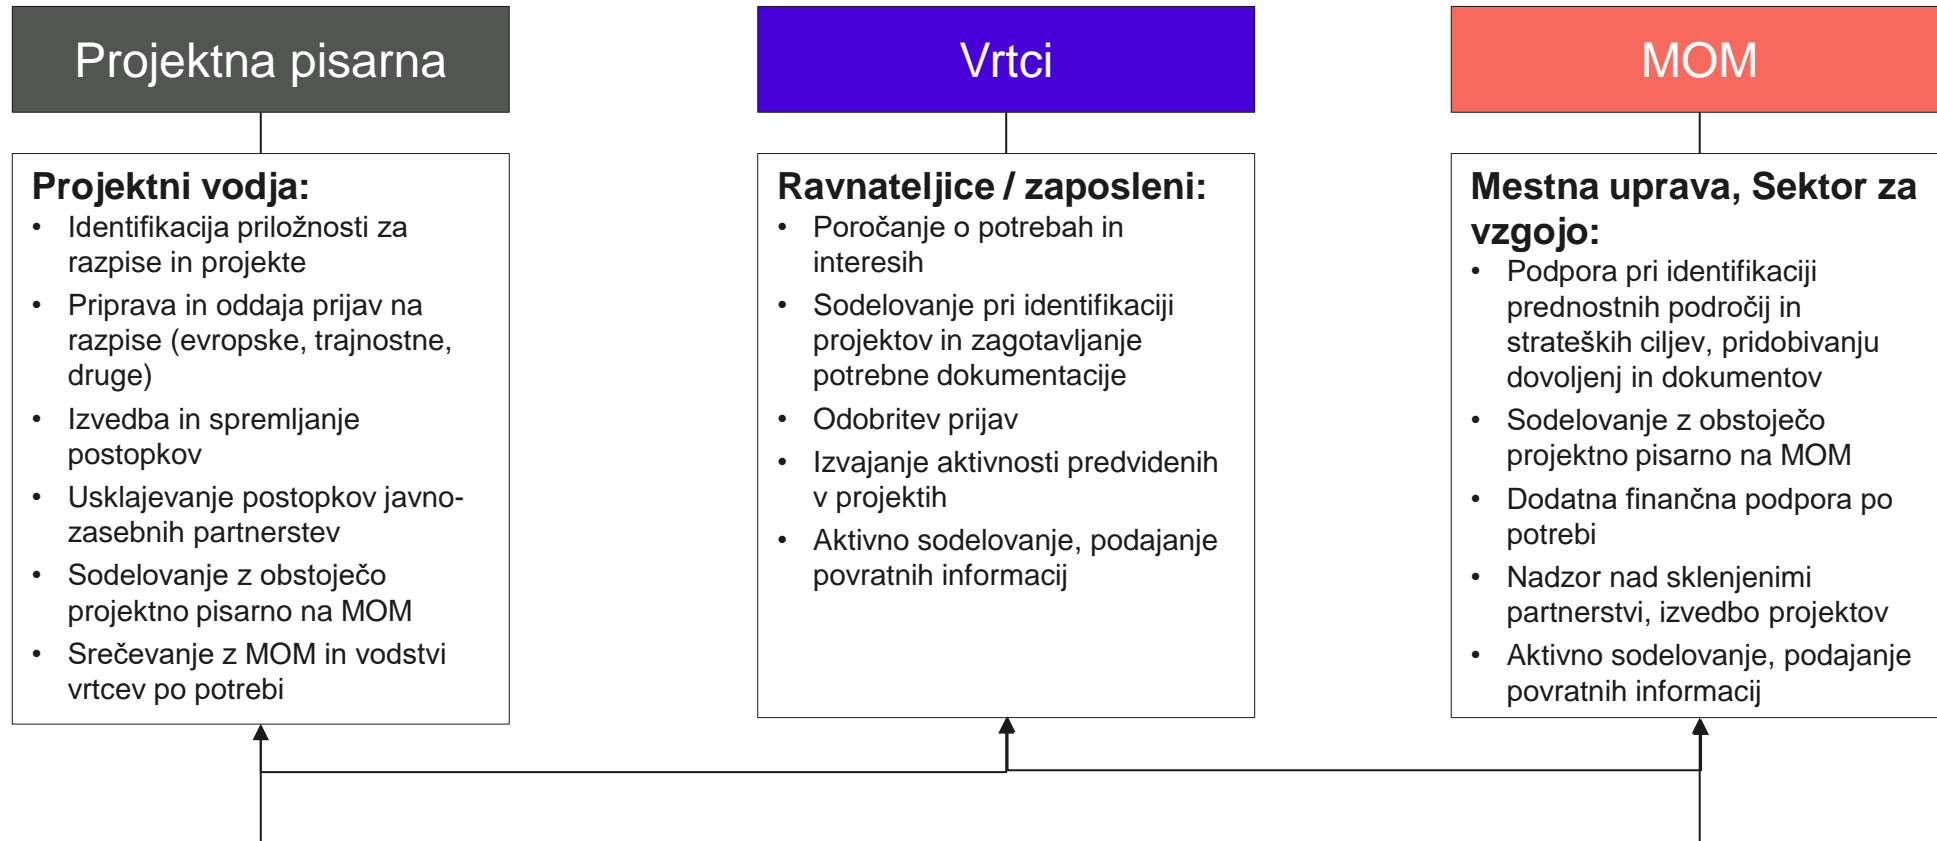 Projektna pisarna
Projektni vodja:
• Identifikacija priložnosti za
razpise in projekte
• Priprava in oddaja prijav na
razpise (evropske, trajnostne,
druge)
• Izvedba in spremljanje
postopkov
• Usklajevanje postopkov javno-
zasebnih partnerstev
• Sodelovanje z obstoječo
projektno pisarno na MOM
• Srečevanje z MOM in vodstvi
vrtcev po potrebi
Vrtci
Ravnateljice / zaposleni:
• Poročanje o potrebah in
interesih
• Sodelovanje pri identifikaciji
projektov in zagotavljanje
potrebne dokumentacije
• Odobritev prijav
• Izvajanje aktivnosti predvidenih
v projektih
• Aktivno sodelovanje, podajanje
povratnih informacij
MOM
Mestna uprava, Sektor za
vzgojo:
• Podpora pri identifikaciji
prednostnih področij in
strateških ciljev, pridobivanju
dovoljenj in dokumentov
• Sodelovanje z obstoječo
projektno pisarno na MOM
• Dodatna finančna podpora po
potrebi
• Nadzor nad sklenjenimi
partnerstvi, izvedbo projektov
• Aktivno sodelovanje, podajanje
povratnih informacij